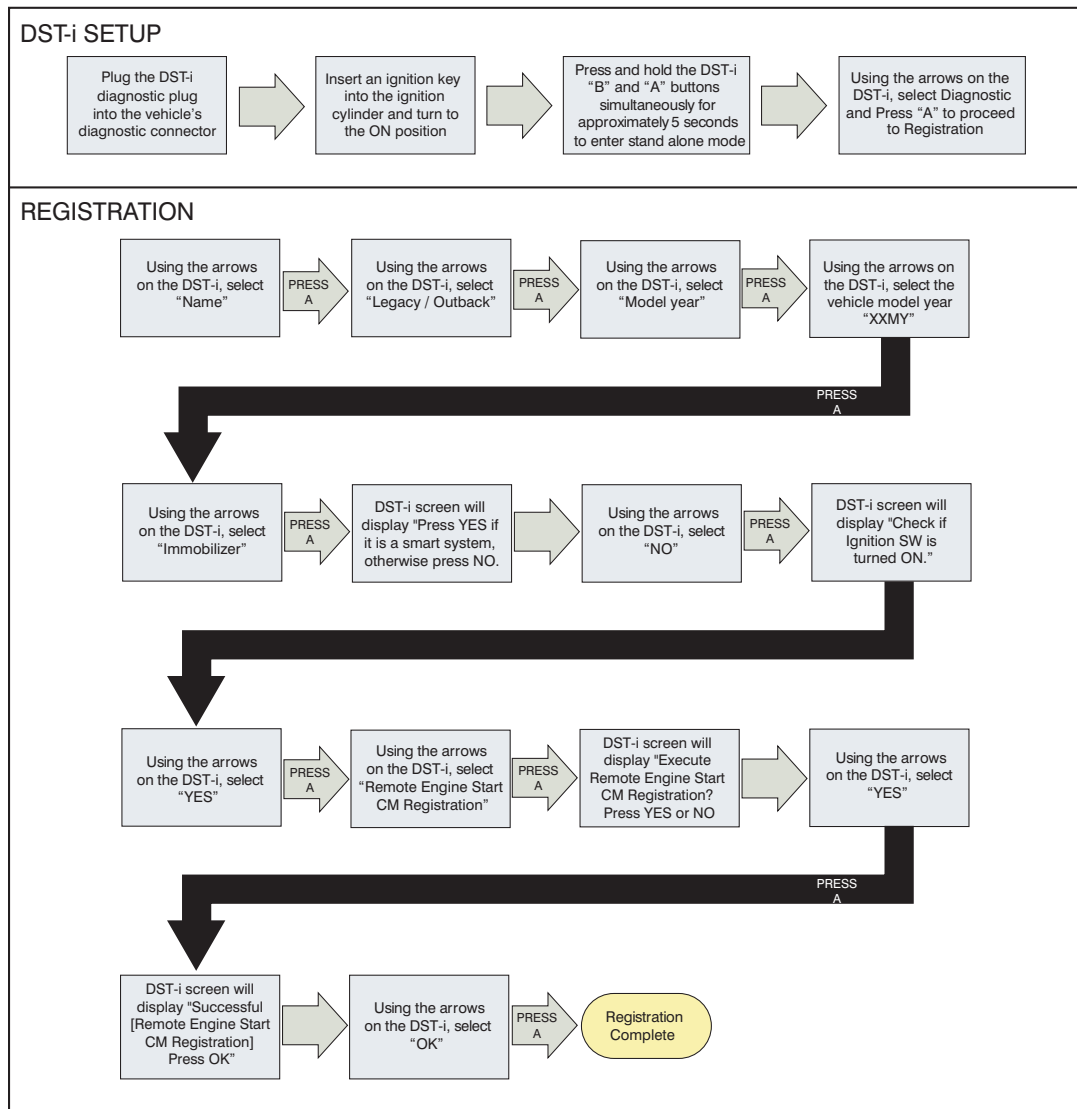 DST-i SETUP
Plug the DST-i
diagnostic plug
into the vehicle's
diagnostic connector
Insert an ignition key
into the ignition
cylinder and turn to
the ON position
Press and hold the DST-i
“B” and “A” buttons
simultaneously for
approximately 5 seconds
to enter stand alone mode
Using the arrows on the
DST-i, select Diagnostic
and Press “A” to proceed
to Registration
REGISTRATION
Using the arrows
on the DST-i, select
“Name”
PRESS
A
Using the arrows
on the DST-i, select
“Legacy / Outback”
PRESS
A
Using the arrows
on the DST-i, select
“Model year”
PRESS
A
Using the arrows on
the DST-i, select the
vehicle model year
“XXMY”
PRESS
A
Using the arrows
on the DST-i, select
“Immobilizer”
PRESS
A
DST-i screen will
display "Press YES if
it is a smart system,
otherwise press NO.
Using the arrows
on the DST-i, select
“NO”
PRESS
A
DST-i screen will
display "Check if
Ignition SW is
turned ON.”
Using the arrows
on the DST-i, select
“YES”
PRESS
A
Using the arrows
on the DST-i, select
“Remote Engine Start
CM Registration”
PRESS
A
DST-i screen will
display "Execute
Remote Engine Start
CM Registration?
Press YES or NO
Using the arrows
on the DST-i, select
“YES”
PRESS
A
DST-i screen will
display "Successful
[Remote Engine Start
CM Registration]
Press OK”
Using the arrows
on the DST-i, select
“OK”
PRESS
A
Registration
Complete